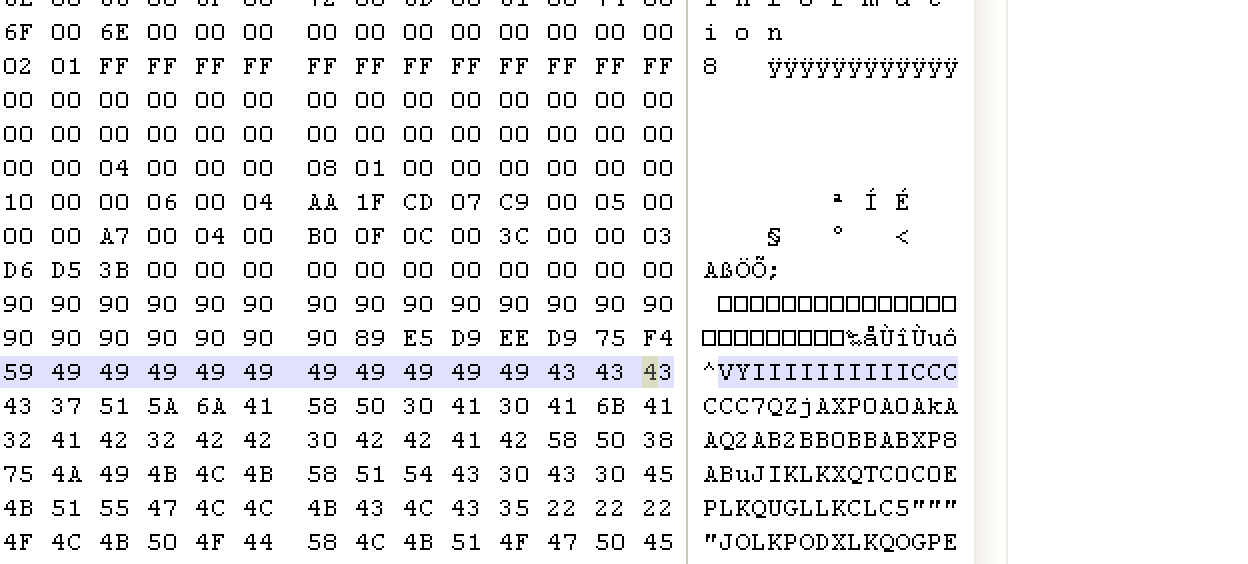 6F 00 6E 00 00 00 00 00 00 00 00 00 00 00 i o n
02 01 FF FF FF FF FF FF FF FF FF FF FF FF 8 ÿÿÿÿÿÿÿÿÿÿÿÿ
00 00 00 00 00 00 00 00 00 00 00 00 00 00
00 00 00 00 00 00 00 00 00 00 00 00 00 00
00 00 04 00 00 00 08 01 00 00 00 00 00 00
10 00 00 06 00 04 AA 1F CD 07 C9 00 05 00 ª Í É
00 00 A7 00 04 00 B0 0F 0C 00 3C 00 00 03 § ° <
D6 D5 3B 00 00 00 00 00 00 00 00 00 00 00 AßÖÕ;
90 90 90 90 90 90 90 90 90 90 90 90 90 90 □□□□□□□□□□□□□□□
90 90 90 90 90 90 90 89 E5 D9 EE D9 75 F4 □□□□□□□□□‰åÙîÙuô
59 49 49 49 49 49 49 49 49 49 49 43 43 43 ^VYIIIIIIIIIICCC
43 37 51 5A 6A 41 58 50 30 41 30 41 6B 41 CCC7QZjAXP0A0AkA
32 41 42 32 42 42 30 42 42 41 42 58 50 38 AQ2AB2BB0BBABXP8
75 4A 49 4B 4C 4B 58 51 54 43 30 43 30 45 ABuJIKLKXQTC0C0E
4B 51 55 47 4C 4C 4B 43 4C 43 35 22 22 22 PLKQUGLLKCLC5"""
4F 4C 4B 50 4F 44 58 4C 4B 51 4F 47 50 45 "JOLKPODXLKQOGPE